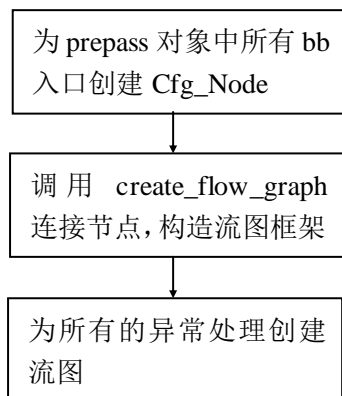 为 prepass 对象中所有 bb
入口创建 Cfg_Node
调用 create_flow_graph
连接节点，构造流图框架
为所有的异常处理创建
流图